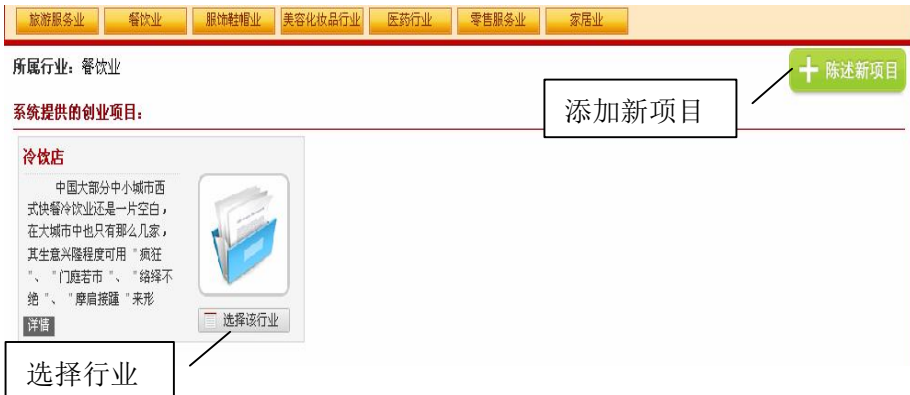 旅游服务业 餐饮业 服饰鞋帽业 美容化妆品行业 医药行业 零售服务业 家居业
所属行业：餐饮业
陈述新项目
添加新项目
系统提供的创业项目：
冷饮店
中国大部分中小城市西
式快餐冷饮业还是一片空白，
在大城市中也只有那么几家，
其生意兴隆程度可用＂疯狂
＂、＂门庭若市＂、＂络绎不
绝＂、＂摩肩接踵＂来形
详情
选择该行业
选择行业